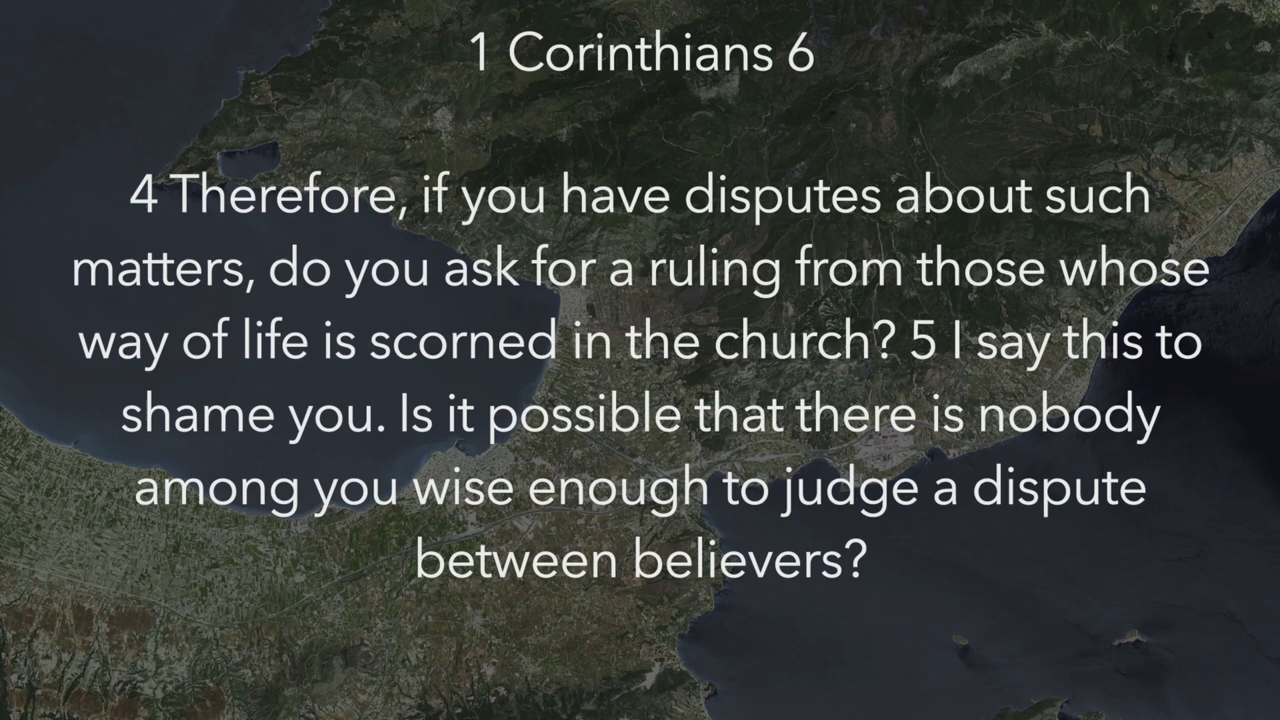 1 Corinthians 6
4 Therefore, if you have disputes about such
matters, do you ask for a ruling from those whose
way of life is scorned in the church? 5 I say this to
shame you. Is it possible that there is nobody
among you wise enough to judge a dispute
between believers?